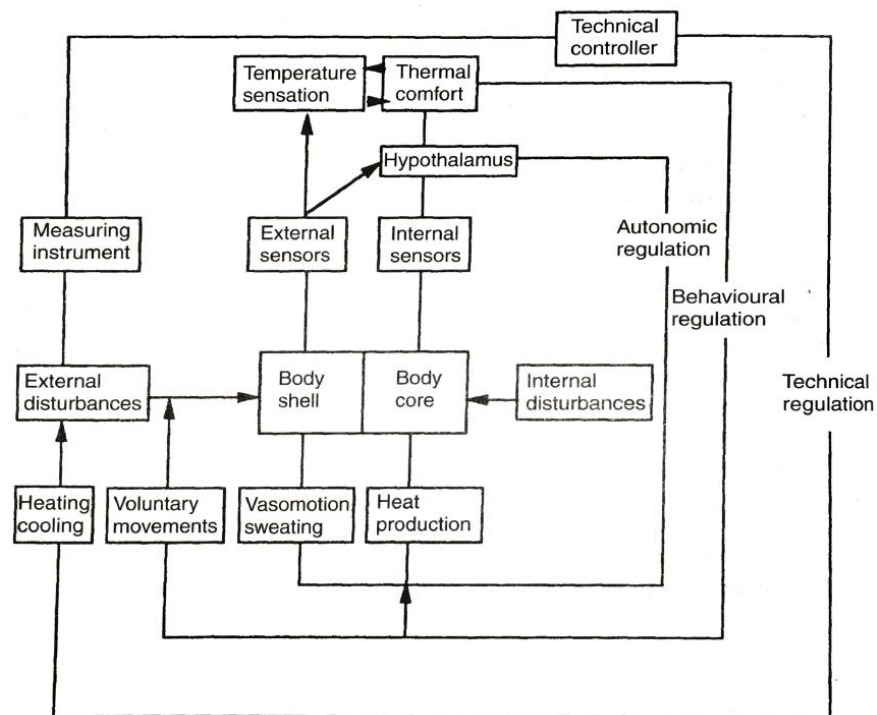 Technical
controller
Temperature
sensation
Thermal
comfort
Hypothalamus
Measuring
instrument
External
sensors
Internal
sensors
Autonomic
regulation
Behavioural
regulation
External
disturbances
Body
shell
Body
core
Internal
disturbances
Technical
regulation
Heating
cooling
Voluntary
movements
Vasomotion
sweating
Heat
production